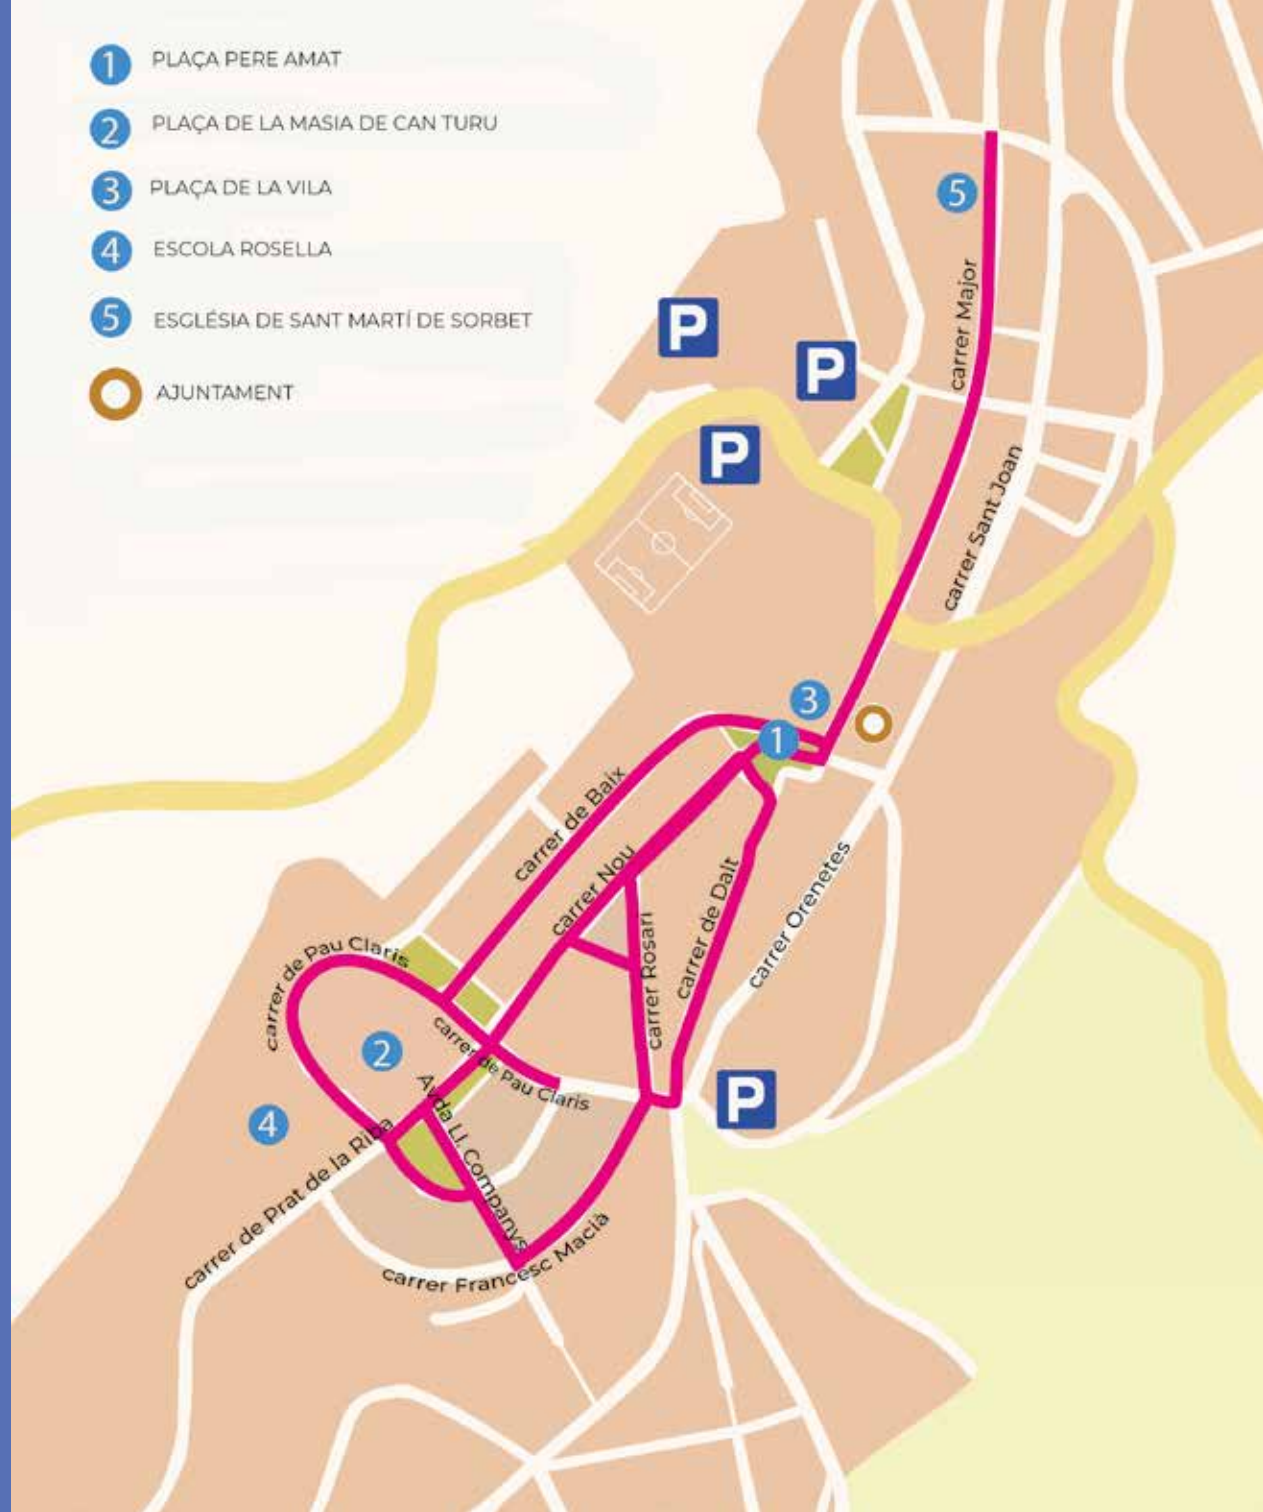 1 PLAÇA PERE AMAT
2 PLAÇA DE LA MASIA DE CAN TURU
3 PLAÇA DE LA VILA
4 ESCOLA ROSELLA
5 ESGLÉSIA DE SANT MARTÍ DE SORBET
AJUNTAMENT
5
carrer Major
P
P
P
carrer Sant Joan
3
1
carrer de Baix
carrer Nou
carrer de Dalt
carrer Orenetes
carrer Rosari
carrer de Pau Claris
2
carrer de Pau Claris
4
P
Avda Ll. Companys
carrer de Prat de la Riba
carrer Francesc Macià